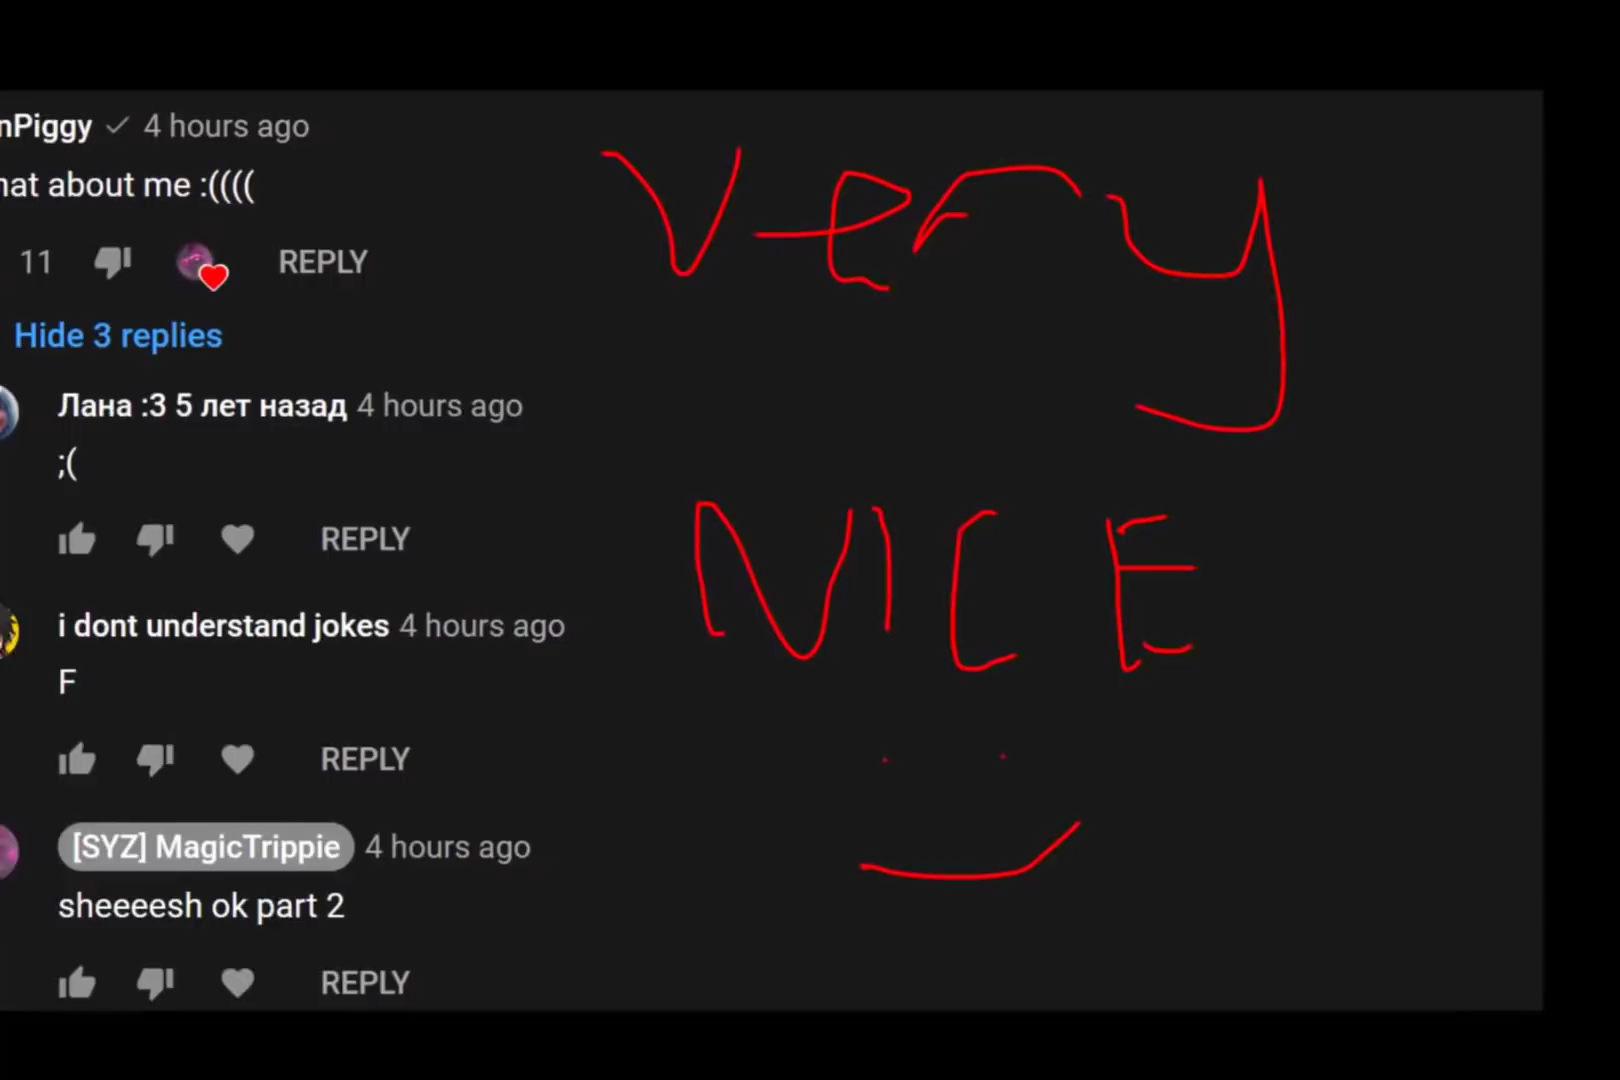 nPiggy 4 hours ago
hat about me :((((
11 REPLY
Hide 3 replies
Лана :3 5 лет назад 4 hours ago
;(
REPLY
i dont understand jokes 4 hours ago
F
REPLY
[SYZ] MagicTrippie 4 hours ago
sheeeesh ok part 2
REPLY
very
NICE